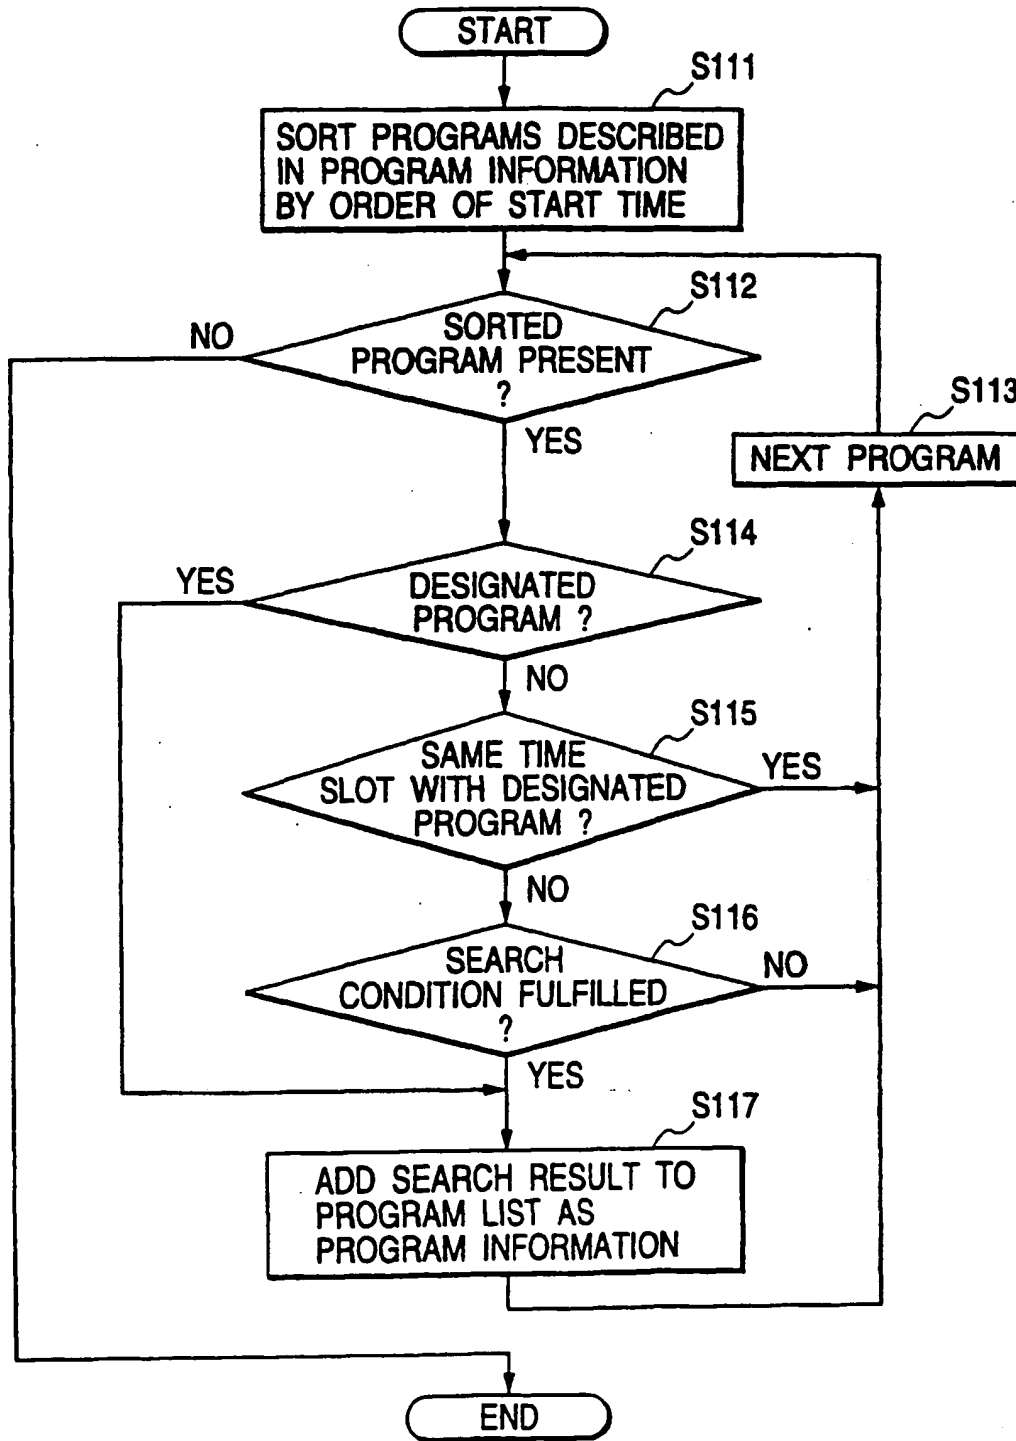 START
S111
SORT PROGRAMS DESCRIBED
IN PROGRAM INFORMATION
BY ORDER OF START TIME
S112
NO
SORTED
PROGRAM PRESENT
?
YES
S113
NEXT PROGRAM
S114
YES
DESIGNATED
PROGRAM ?
NO
S115
SAME TIME
SLOT WITH DESIGNATED
PROGRAM ?
YES
NO
S116
SEARCH
CONDITION FULFILLED
?
NO
YES
S117
ADD SEARCH RESULT TO
PROGRAM LIST AS
PROGRAM INFORMATION
END